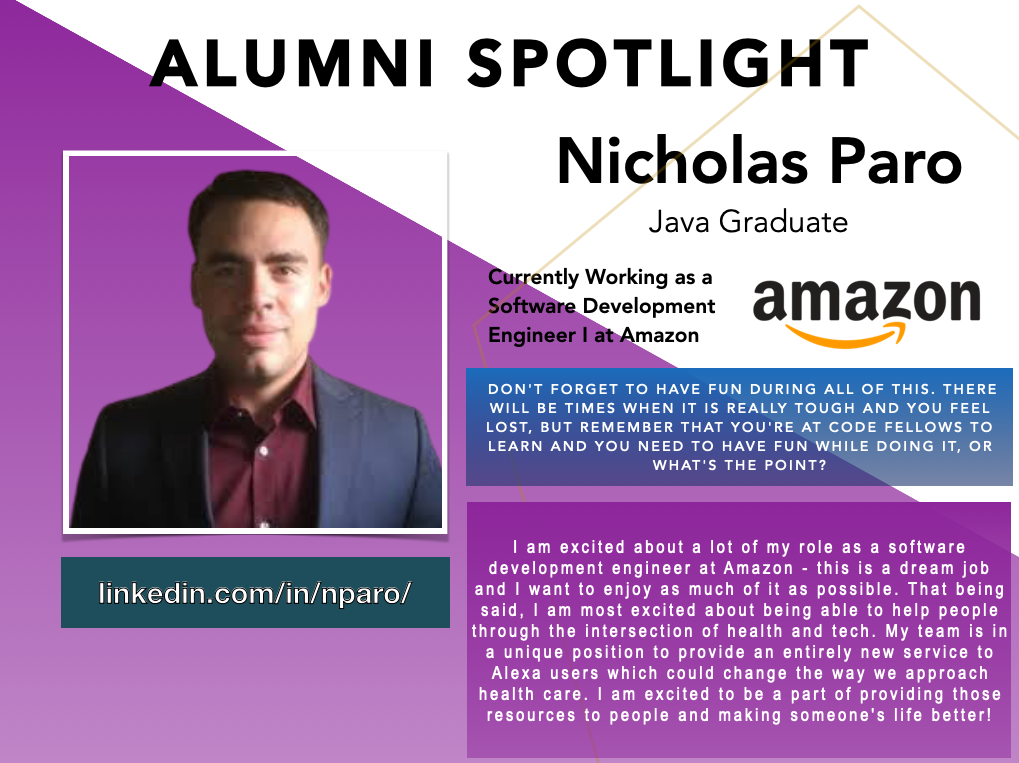 ALUMNI SPOTLIGHT
Nicholas Paro
Java Graduate
Currently Working as a
Software Development
Engineer I at Amazon
amazon
DON'T FORGET TO HAVE FUN DURING ALL OF THIS. THERE
WILL BE TIMES WHEN IT IS REALLY TOUGH AND YOU FEEL
LOST, BUT REMEMBER THAT YOU'RE AT CODE FELLOWS TO
LEARN AND YOU NEED TO HAVE FUN WHILE DOING IT, OR
WHAT'S THE POINT?
linkedin.com/in/nparo/
I am excited about a lot of my role as a software
development engineer at Amazon - this is a dream job
and I want to enjoy as much of it as possible. That being
said, I am most excited about being able to help people
through the intersection of health and tech. My team is in
a unique position to provide an entirely new service to
Alexa users which could change the way we approach
health care. I am excited to be a part of providing those
resources to people and making someone's life better!